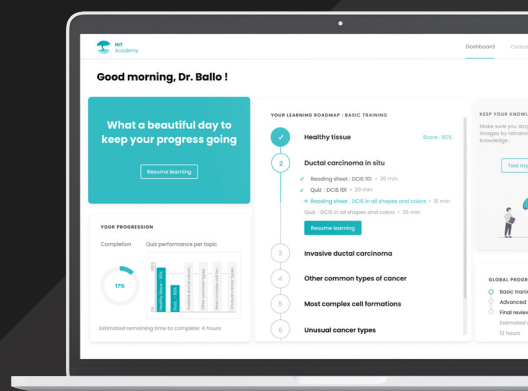 HIT
Academy
Dashboard
Good morning, Dr. Ballo !
What a beautiful day to
keep your progress going
Resume learning
YOUR PROGRESSION
Completion
Quiz performance per topic
17%
Estimated remaining time to complete: 4 hours
YOUR LEARNING ROADMAP : BASIC TRAINING
Healthy tissue
Score : 90%
2
Ductal carcinoma in situ
Reading sheet : DCIS 101 • 30 min
Quiz : DCIS 101 • 20 min
Reading sheet : DCIS in all shapes and colors • 15 min
Quiz : DCIS in all shapes and colors • 35 min
Resume learning
3
Invasive ductal carcinoma
4
Other common types of cancer
5
Most complex cell formations
6
Unusual cancer types
KEEP YOUR KNOWL
Make sure you stay
images by retrainin
knowledge
Test my
GLOBAL PROGR
Basic traini
Advanced
Final review
Estimated
12 hours